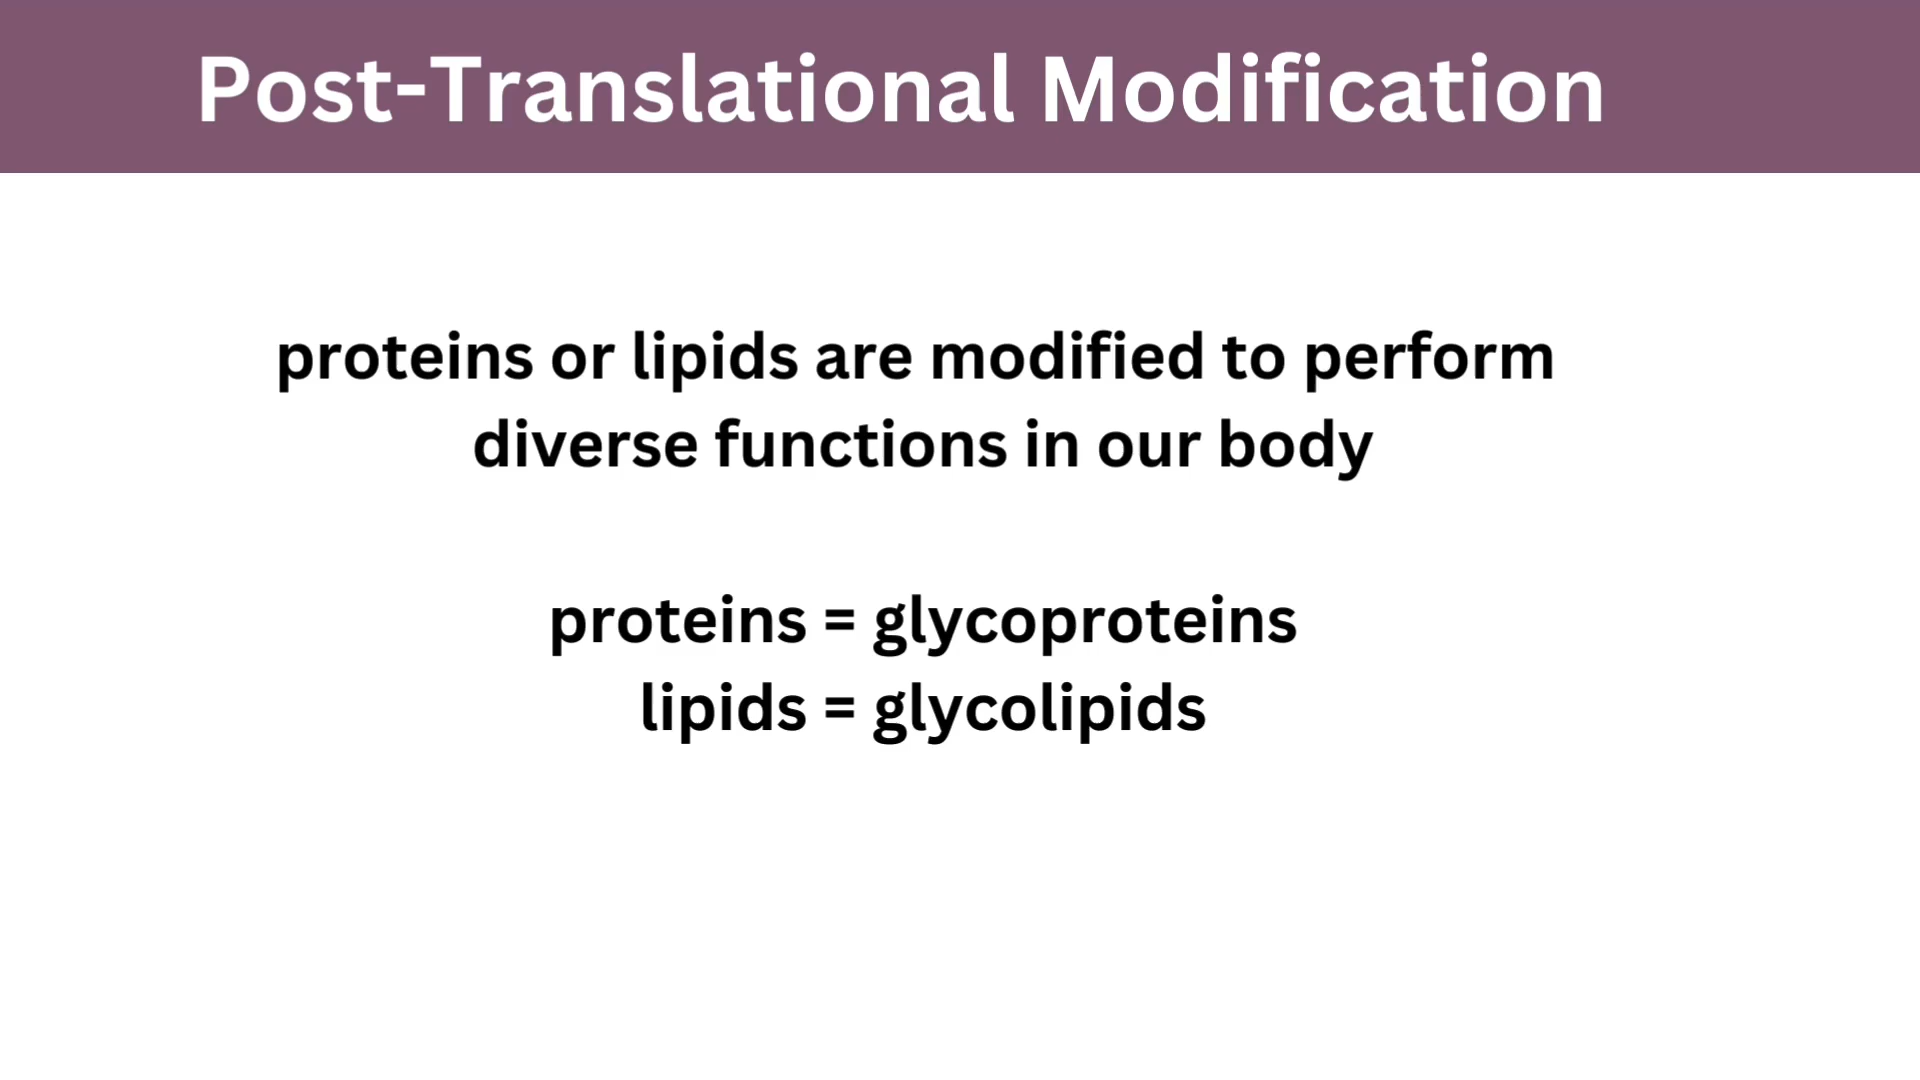 Post-Translational Modification
proteins or lipids are modified to perform
diverse functions in our body
proteins = glycoproteins
lipids = glycolipids